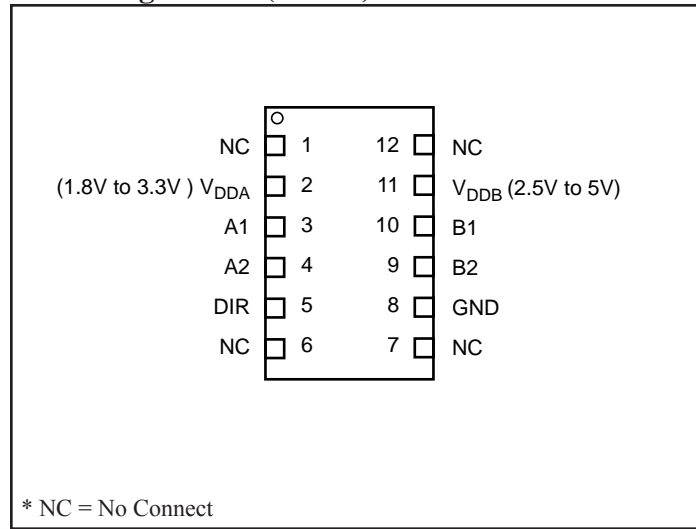 NC 1 12 NC
(1.8V to 3.3V ) VDDA 2 11 VDDB (2.5V to 5V)
A1 3 10 B1
A2 4 9 B2
DIR 5 8 GND
NC 6 7 NC
* NC = No Connect